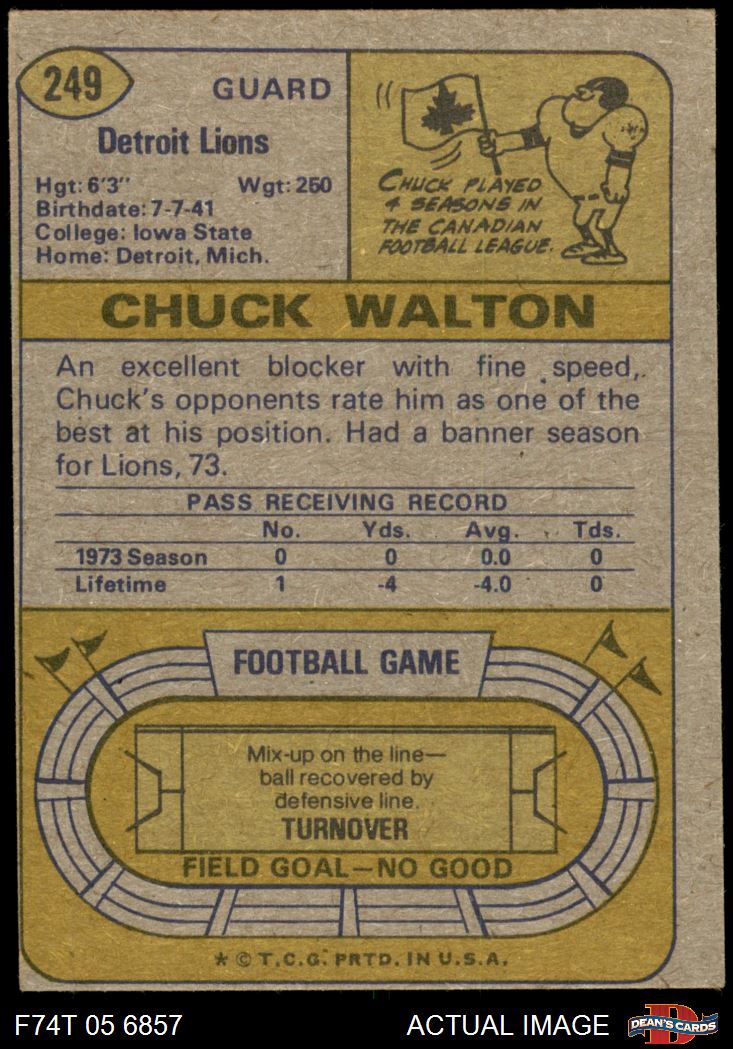 249
GUARD
Detroit Lions
Hgt: 6'3" Wgt: 250
Birthdate: 7-7-41
College: Iowa State
Home: Detroit, Mich.
CHUCK PLAYED
4 SEASONS IN
THE CANADIAN
FOOTBALL LEAGUE.
CHUCK WALTON
An excellent blocker with fine speed,
Chuck's opponents rate him as one of the
best at his position. Had a banner season
for Lions, 73.
PASS RECEIVING RECORD
No. Yds. Avg. Tds.
1973 Season 0 0 0.0 0
Lifetime 1 -4 -4.0 0
FOOTBALL GAME
Mix-up on the line—
ball recovered by
defensive line.
TURNOVER
FIELD GOAL—NO GOOD
* © T.C.G. PRTD. IN U.S.A.
F74T 05 6857 ACTUAL IMAGE DEAN'S CARDS